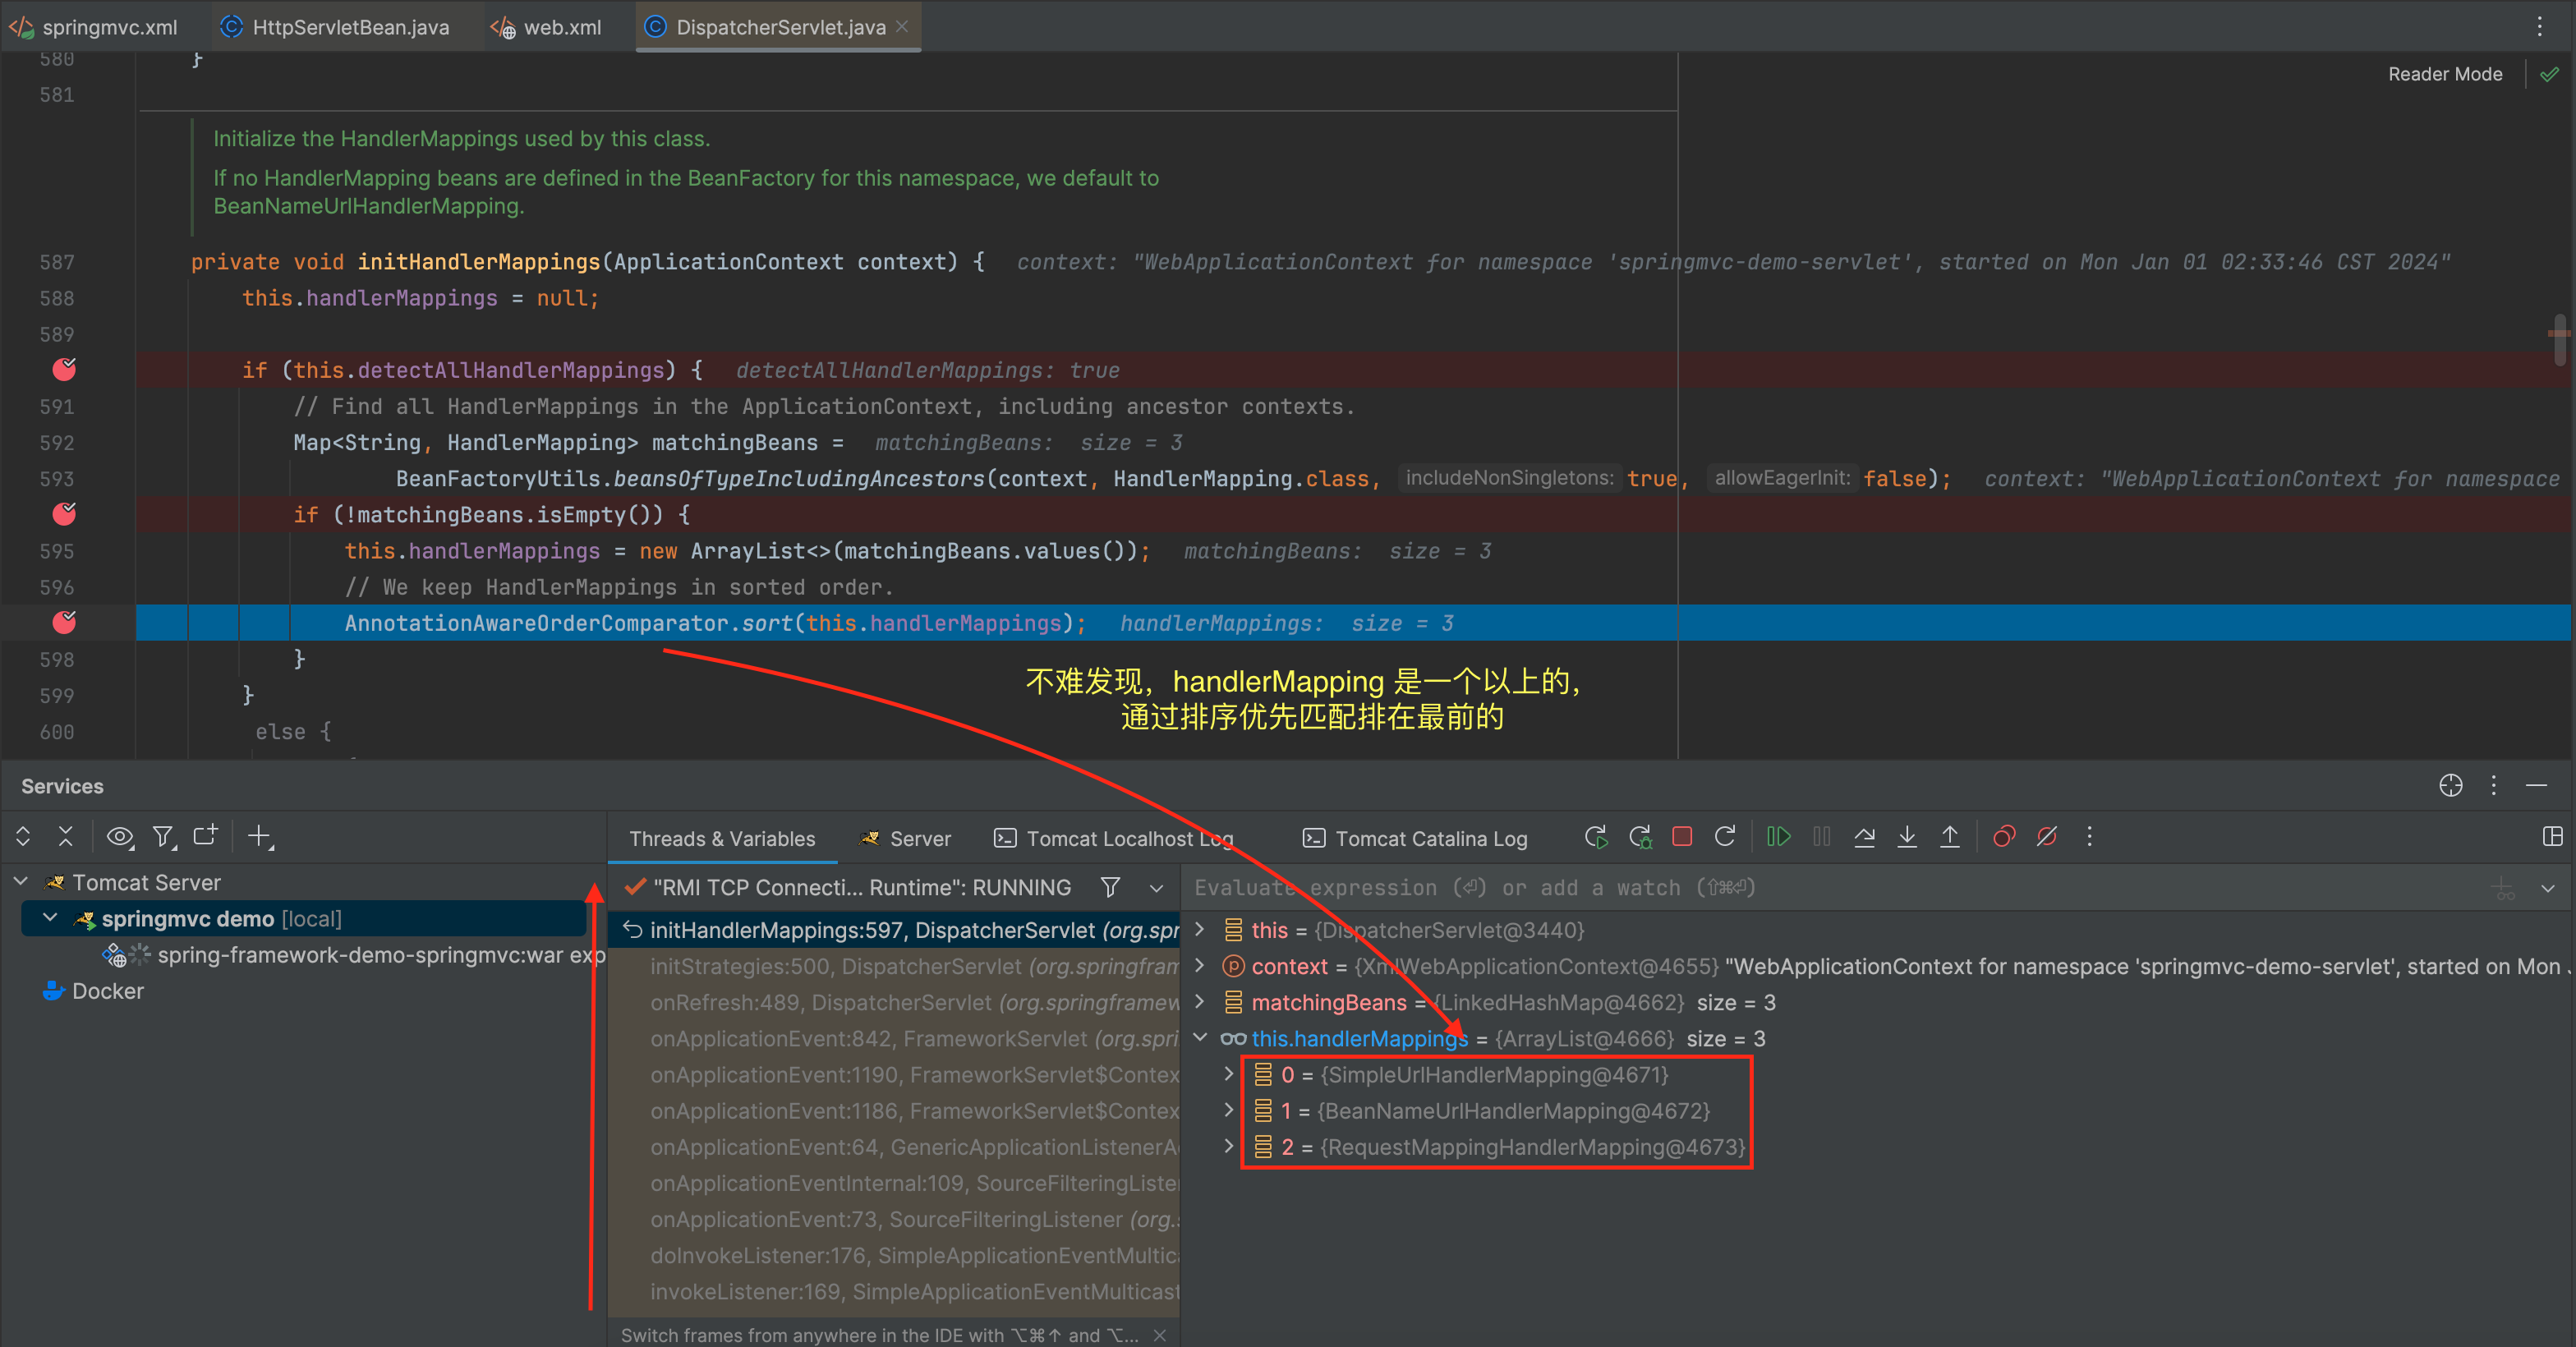 springmvc.xml HttpServletBean.java web.xml DispatcherServlet.java
580 }
581
Reader Mode
Initialize the HandlerMappings used by this class.
If no HandlerMapping beans are defined in the BeanFactory for this namespace, we default to
BeanNameUrlHandlerMapping.
587 private void initHandlerMappings(ApplicationContext context) { context: "WebApplicationContext for namespace 'springmvc-demo-servlet', started on Mon Jan 01 02:33:46 CST 2024"
588 this.handlerMappings = null;
589
if (this.detectAllHandlerMappings) { detectAllHandlerMappings: true
591 // Find all HandlerMappings in the ApplicationContext, including ancestor contexts.
592 Map<String, HandlerMapping> matchingBeans = matchingBeans: size = 3
593 BeanFactoryUtils.beansOfTypeIncludingAncestors(context, HandlerMapping.class, includeNonSingletons: true, allowEagerInit: false); context: "WebApplicationContext for namespace
if (!matchingBeans.isEmpty()) {
595 this.handlerMappings = new ArrayList<>(matchingBeans.values()); matchingBeans: size = 3
596 // We keep HandlerMappings in sorted order.
AnnotationAwareOrderComparator.sort(this.handlerMappings); handlerMappings: size = 3
598 }
599 }
600 else {
不难发现，handlerMapping 是一个以上的，
通过排序优先匹配排在最前的
Services
Threads & Variables Server Tomcat Localhost Log Tomcat Catalina Log
Tomcat Server
springmvc demo [local]
spring-framework-demo-springmvc:war exp
Docker
"RMI TCP Connecti... Runtime": RUNNING
initHandlerMappings:597, DispatcherServlet (org.spr
initStrategies:500, DispatcherServlet (org.springfram
onRefresh:489, DispatcherServlet (org.springframew
onApplicationEvent:842, FrameworkServlet (org.spri
onApplicationEvent:1190, FrameworkServlet$Contex
onApplicationEvent:1186, FrameworkServlet$Contex
onApplicationEvent:64, GenericApplicationListenerA
onApplicationEventInternal:109, SourceFilteringListe
onApplicationEvent:73, SourceFilteringListener (org.
doInvokeListener:176, SimpleApplicationEventMultica
invokeListener:169, SimpleApplicationEventMulticast
Switch frames from anywhere in the IDE with ⌥⌘↑ and ⌥...
Evaluate expression (⏎) or add a watch (⇧⌘⏎)
this = {DispatcherServlet@3440}
context = {XmlWebApplicationContext@4655} "WebApplicationContext for namespace 'springmvc-demo-servlet', started on Mon J
matchingBeans = {LinkedHashMap@4662} size = 3
this.handlerMappings = {ArrayList@4666} size = 3
0 = {SimpleUrlHandlerMapping@4671}
1 = {BeanNameUrlHandlerMapping@4672}
2 = {RequestMappingHandlerMapping@4673}